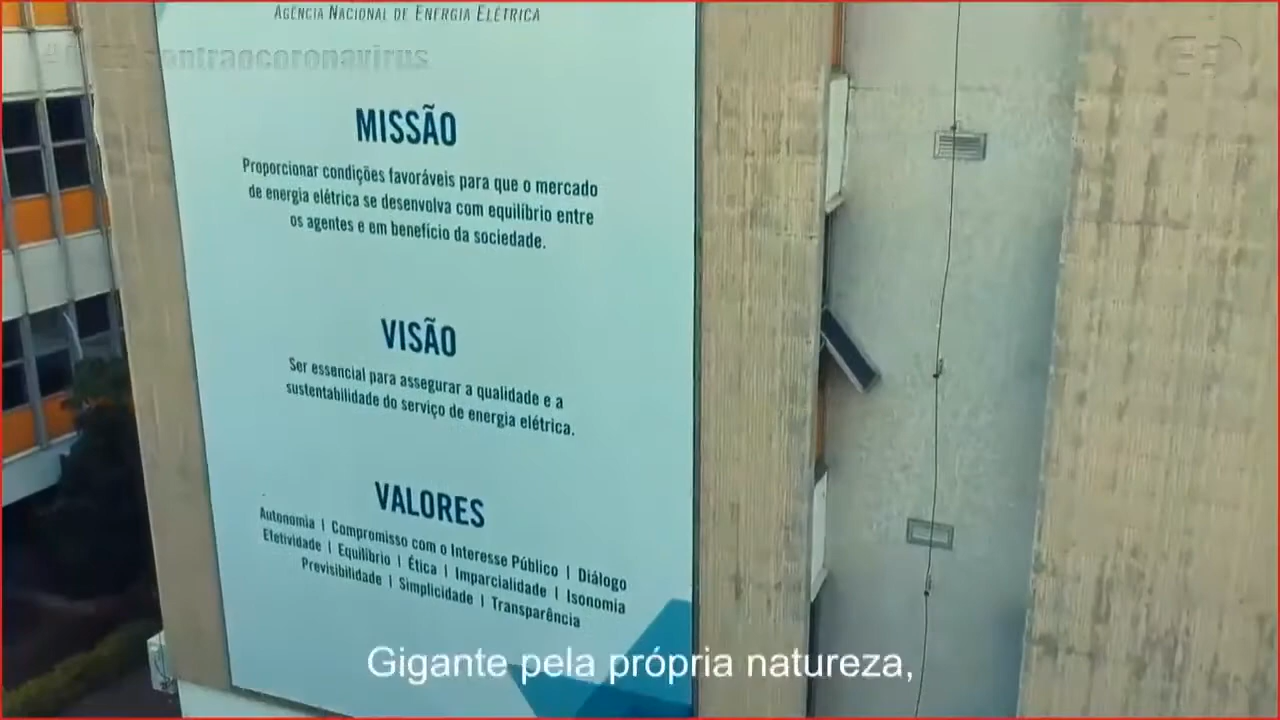 AGÊNCIA NACIONAL DE ENERGIA ELÉTRICA
MISSÃO
Proporcionar condições favoráveis para que o mercado
de energia elétrica se desenvolva com equilíbrio entre
os agentes e em benefício da sociedade.
VISÃO
Ser essencial para assegurar a qualidade e a
sustentabilidade do serviço de energia elétrica.
VALORES
Autonomia | Compromisso com o Interesse Público | Diálogo
Efetividade | Equilíbrio | Ética | Imparcialidade | Isonomia
Previsibilidade | Simplicidade | Transparência
Gigante pela própria natureza,